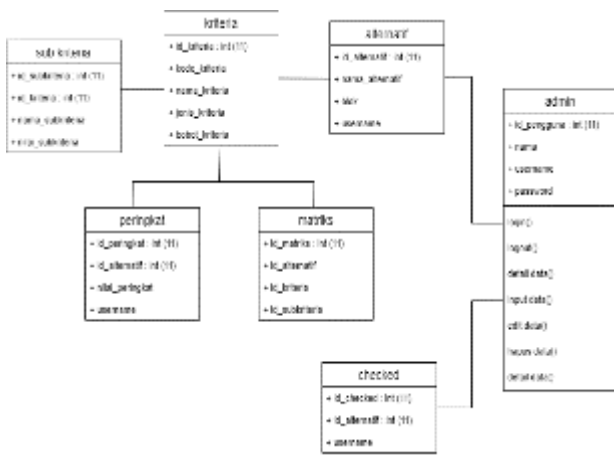 sub kriteria
+ id_subkriteria : int (11)
+ id_kriteria : int (11)
+ nama_subkriteria
+ nilai_subkriteria
kriteria
+ id_kriteria : int (11)
+ kode_kriteria
+ nama_kriteria
+ jenis_kriteria
+ bobot_kriteria
alternatif
+ id_alternatif : int (11)
+ nama_alternatif
+ username
admin
+ id_pengguna : int (11)
+ nama
+ username
+ password
login()
logout()
detail data()
input data()
edit data()
hapus data()
detail data()
peringkat
+ id_peringkat : int (11)
+ id_alternatif : int (11)
+ nilai_peringkat
+ username
matriks
+ id_matriks : int (11)
+ id_alternatif
+ id_kriteria
+ id_subkriteria
checked
+ id_checked : int (11)
+ id_alternatif : int (11)
+ username